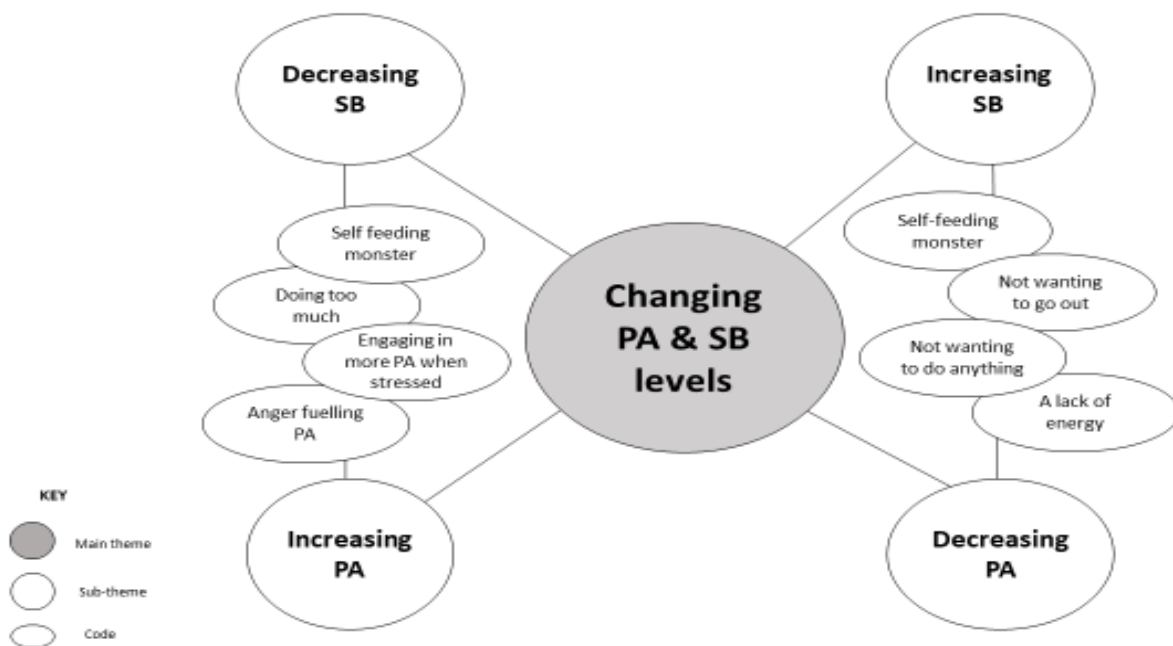 Decreasing
SB
Increasing
SB
Self feeding
monster
Doing too
much
Engaging in
more PA when
stressed
Anger fuelling
PA
Changing
PA & SB
levels
Self-feeding
monster
Not wanting
to go out
Not wanting
to do anything
A lack of
energy
Increasing
PA
Decreasing
PA
KEY
Main theme
Sub-theme
Code